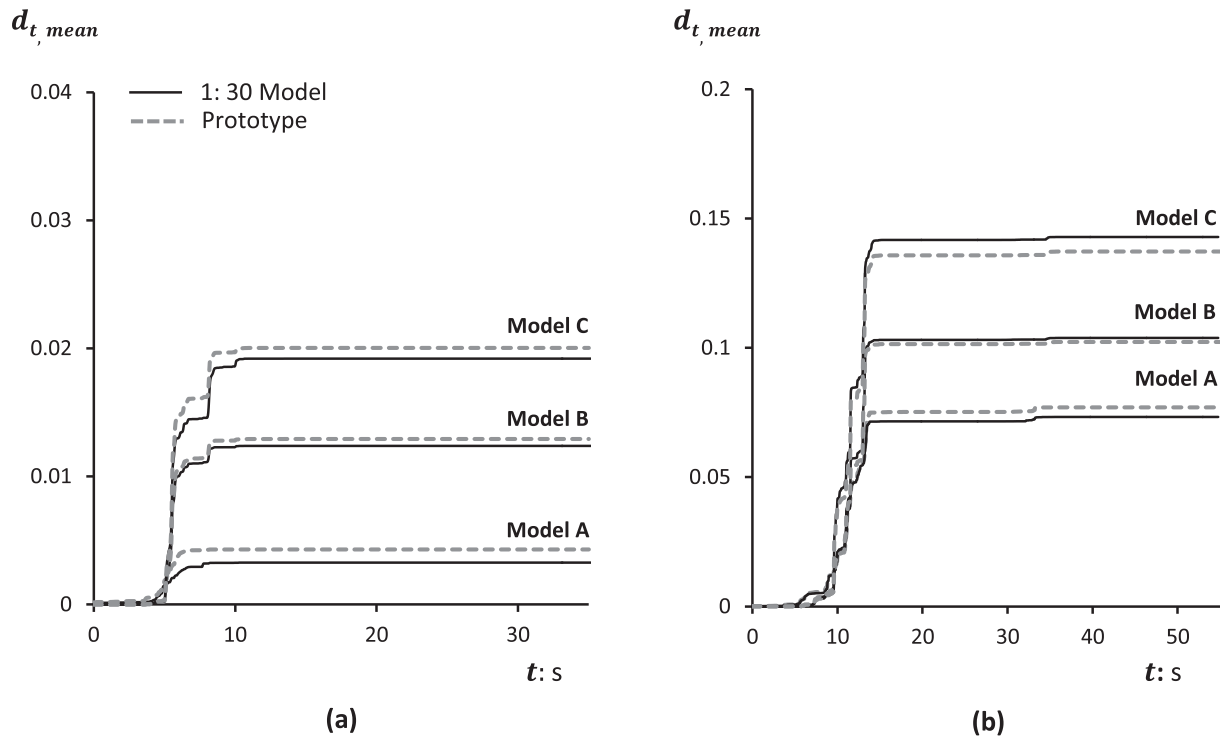 d_t, mean
0.04
0.03
0.02
0.01
0
0
10
20
30
1: 30 Model
Prototype
Model C
Model B
Model A
t: s
(a)
d_t, mean
0.2
0.15
0.1
0.05
0
0
10
20
30
40
50
Model C
Model B
Model A
t: s
(b)